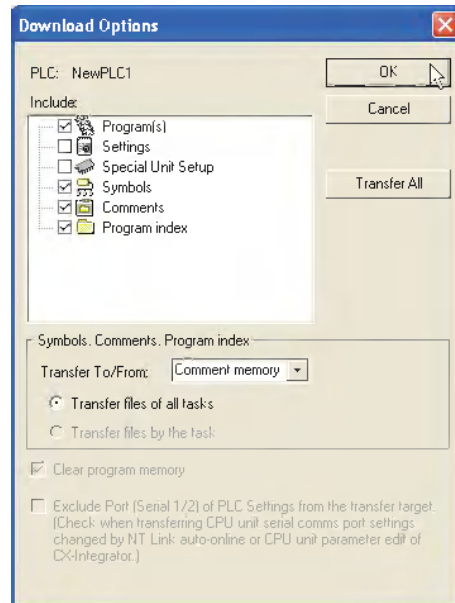 Download Options
PLC: NewPLC1
OK
Include:
Cancel
Program(s)
Settings
Special Unit Setup
Transfer All
Symbols
Comments
Program index
Symbols, Comments, Program index
Transfer To/From: Comment memory
Transfer files of all tasks
Transfer files by the task
Clear program memory
Exclude Port (Serial 1/2) of PLC Settings from the transfer target.
(Check when transferring CPU unit serial comms port settings
changed by NT Link auto-online or CPU unit parameter edit of
CX-Integrator.)